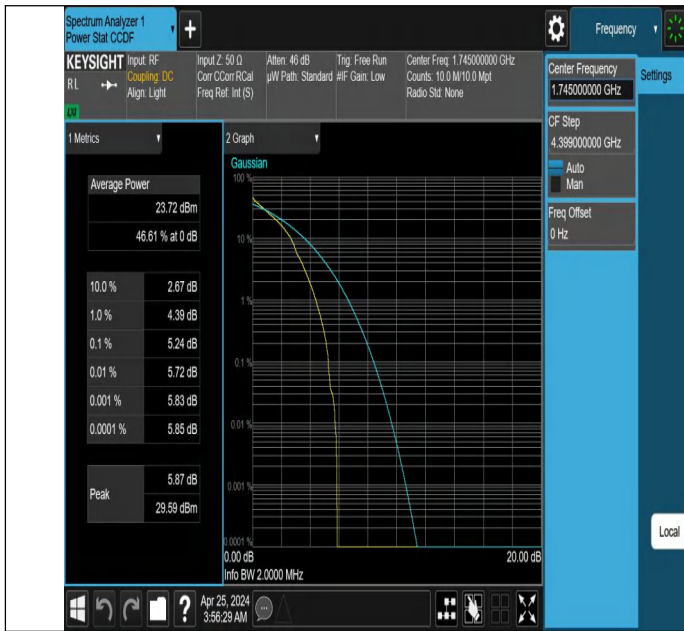 Spectrum Analyzer 1
Power Stat CCDF
+
Frequency
KEYSIGHT
RL
LXI
Input: RF
Coupling: DC
Align: Light
Input Z: 50 Ω
Corr CCorr RCal
Freq Ref: Int (S)
Atten: 46 dB
µW Path: Standard
Trig: Free Run
#IF Gain: Low
Center Freq: 1.745000000 GHz
Counts: 10.0 M/10.0 Mpt
Radio Std: None
Center Frequency
1.745000000 GHz
Settings
CF Step
4.399000000 GHz
Auto
Man
Freq Offset
0 Hz
Local
1 Metrics
Average Power
23.72 dBm
46.61 % at 0 dB
10.0 % 2.67 dB
1.0 % 4.39 dB
0.1 % 5.24 dB
0.01 % 5.72 dB
0.001 % 5.83 dB
0.0001 % 5.85 dB
Peak
5.87 dB
29.59 dBm
2 Graph
Gaussian
100 %
10 %
1 %
0.1 %
0.01 %
0.001 %
0.0001 %
0.00 dB 20.00 dB
Info BW 2.0000 MHz
?
Apr 25, 2024
3:56:29 AM